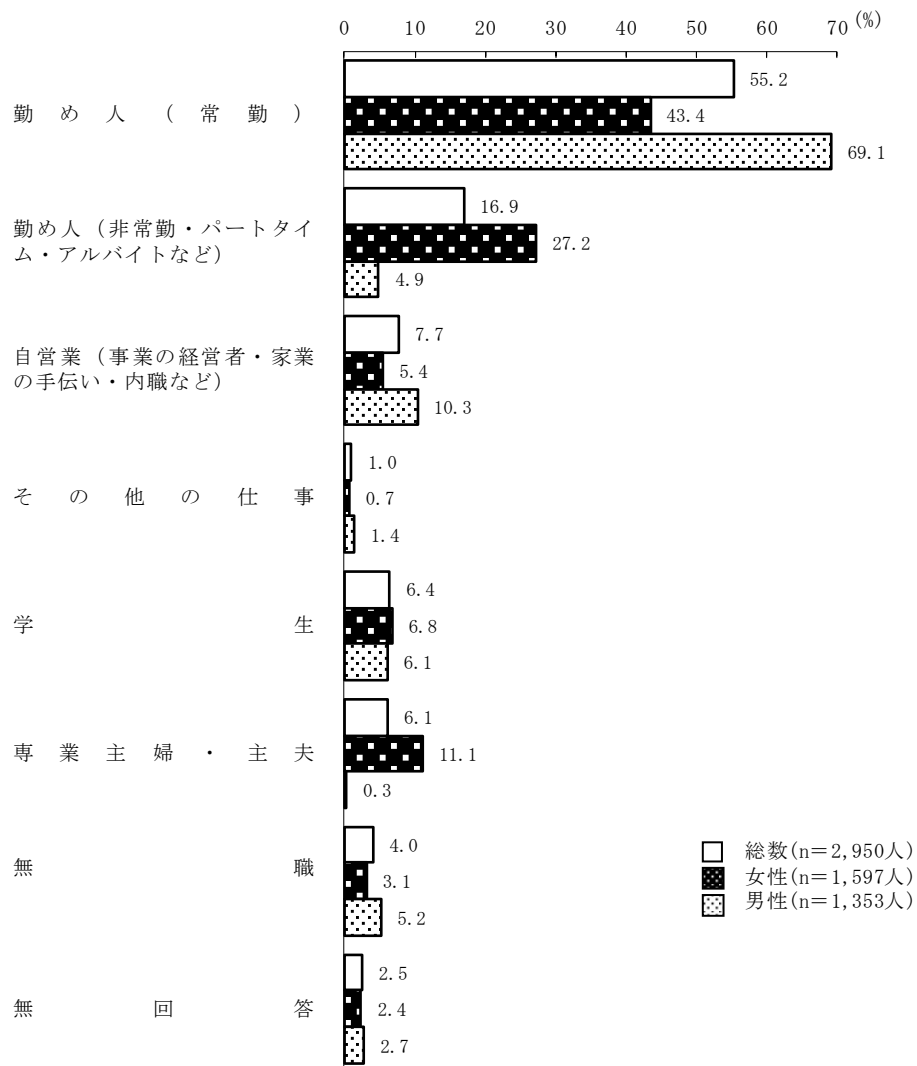 0 10 20 30 40 50 60 70 (%)
勤め人(常勤)
55.2
43.4
69.1
勤め人(非常勤・パートタイ
ム・アルバイトなど)
16.9
27.2
4.9
自営業(事業の経営者・家業
の手伝い・内職など)
7.7
5.4
10.3
その他の仕事
1.0
0.7
1.4
学生
6.4
6.8
6.1
専業主婦・主夫
6.1
11.1
0.3
無職
4.0
3.1
5.2
無回答
2.5
2.4
2.7
総数(n=2,950人)
女性(n=1,597人)
男性(n=1,353人)